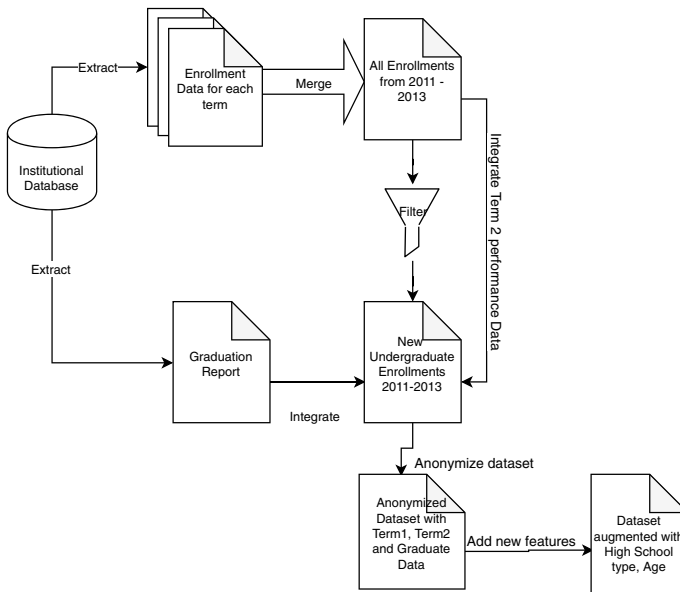 Extract
Enrollment
Data for each
term
Merge
All Enrollments
from 2011 -
2013
Institutional
Database
Filter
Integrate Term 2 performance Data
Extract
Graduation
Report
Integrate
New
Undergraduate
Enrollments
2011-2013
Anonymize dataset
Anonymized
Dataset with
Term1, Term2
and Graduate
Data
Add new features
Dataset
augmented with
High School
type, Age